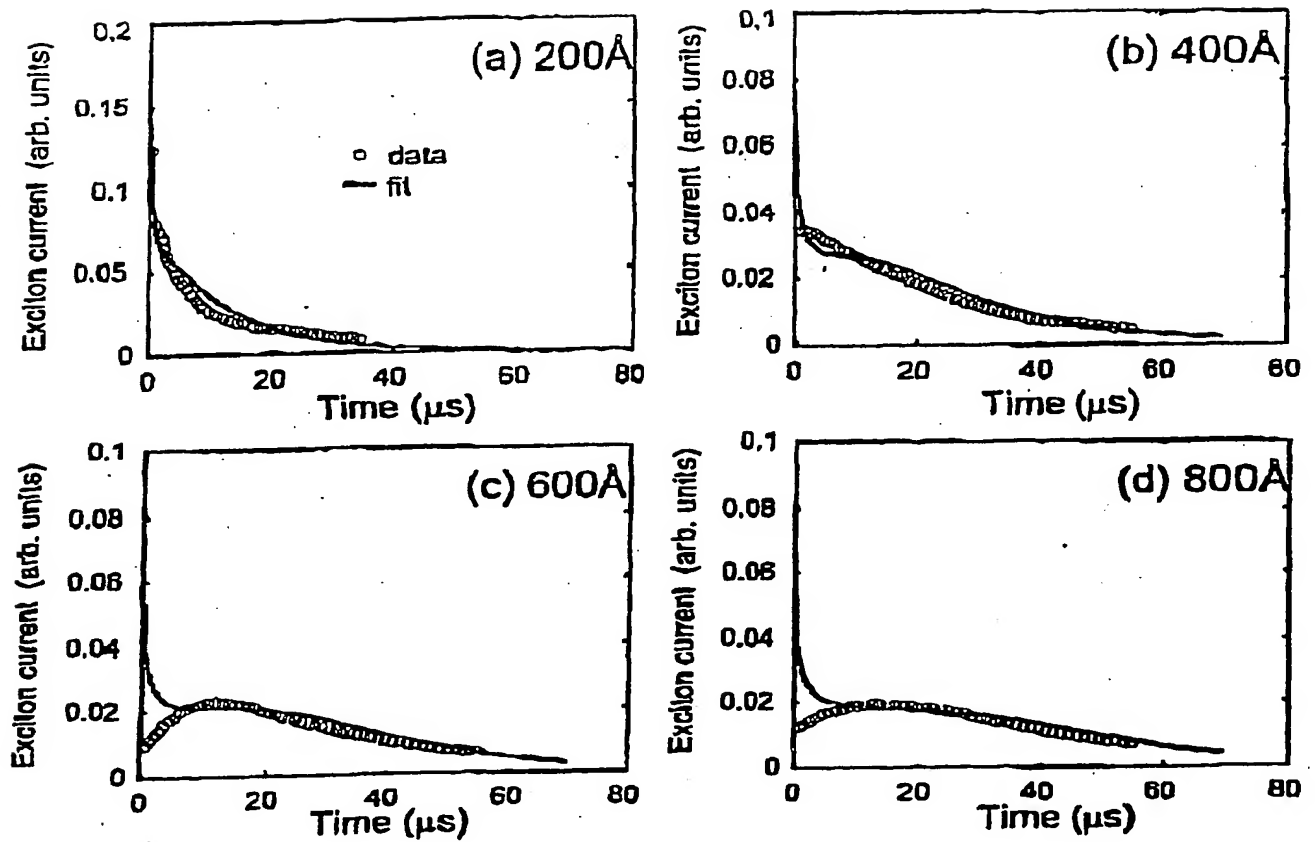 Exciton current (arb. units)
0.2
0.15
0.1
0.05
0
(a) 200Å
data
fit
0 20 40 60 80
Time (μs)
Exciton current (arb. units)
0.1
0.08
0.06
0.04
0.02
0
(b) 400Å
0 20 40 60 80
Time (μs)
Exciton current (arb. units)
0.1
0.08
0.06
0.04
0.02
0
(c) 600Å
0 20 40 60 80
Time (μs)
Exciton current (arb. units)
0.1
0.08
0.06
0.04
0.02
0
(d) 800Å
0 20 40 60 80
Time (μs)